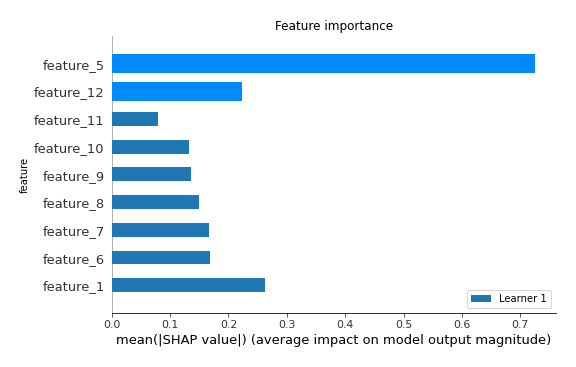 Feature importance
feature
feature_5
feature_12
feature_11
feature_10
feature_9
feature_8
feature_7
feature_6
feature_1
Learner 1
0.0 0.1 0.2 0.3 0.4 0.5 0.6 0.7
mean(|SHAP value|) (average impact on model output magnitude)